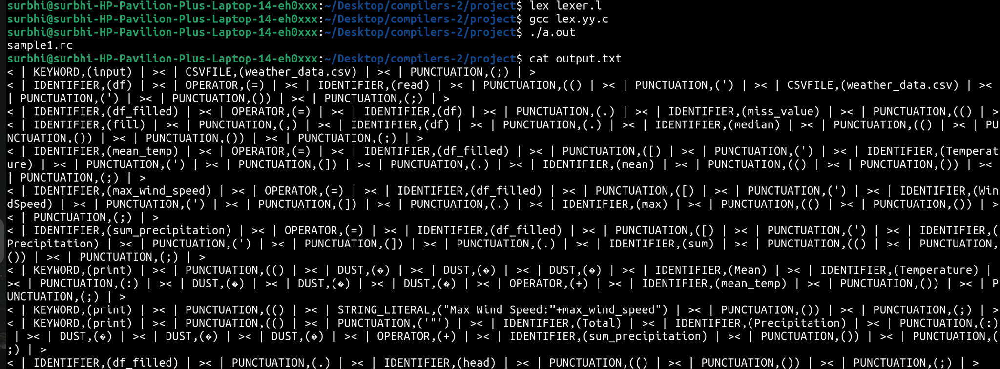 surbhi@surbhi-HP-Pavilion-Plus-Laptop-14-eh0xxx:~/Desktop/compilers-2/project$ lex lexer.l
surbhi@surbhi-HP-Pavilion-Plus-Laptop-14-eh0xxx:~/Desktop/compilers-2/project$ gcc lex.yy.c
surbhi@surbhi-HP-Pavilion-Plus-Laptop-14-eh0xxx:~/Desktop/compilers-2/project$ ./a.out
sample1.rc
surbhi@surbhi-HP-Pavilion-Plus-Laptop-14-eh0xxx:~/Desktop/compilers-2/project$ cat output.txt
< | KEYWORD,(input) | >< | CSVFILE,(weather_data.csv) | >< | PUNCTUATION,(;) | >
< | IDENTIFIER,(df) | >< | OPERATOR,(=) | >< | IDENTIFIER,(read) | >< | PUNCTUATION,(() | >< | PUNCTUATION,(') | >< | CSVFILE,(weather_data.csv) | ><
| PUNCTUATION,(') | >< | PUNCTUATION,()) | >< | PUNCTUATION,(;) | >
< | IDENTIFIER,(df_filled) | >< | OPERATOR,(=) | >< | IDENTIFIER,(df) | >< | PUNCTUATION,(.) | >< | IDENTIFIER,(miss_value) | >< | PUNCTUATION,(() | >
< | IDENTIFIER,(fill) | >< | PUNCTUATION,(,) | >< | IDENTIFIER,(df) | >< | PUNCTUATION,(.) | >< | IDENTIFIER,(median) | >< | PUNCTUATION,(() | >< | PU
NCTUATION,()) | >< | PUNCTUATION,()) | >< | PUNCTUATION,(;) | >
< | IDENTIFIER,(mean_temp) | >< | OPERATOR,(=) | >< | IDENTIFIER,(df_filled) | >< | PUNCTUATION,([) | >< | PUNCTUATION,(') | >< | IDENTIFIER,(Temperat
ure) | >< | PUNCTUATION,(') | >< | PUNCTUATION,(]) | >< | PUNCTUATION,(.) | >< | IDENTIFIER,(mean) | >< | PUNCTUATION,(() | >< | PUNCTUATION,()) | ><
| PUNCTUATION,(;) | >
< | IDENTIFIER,(max_wind_speed) | >< | OPERATOR,(=) | >< | IDENTIFIER,(df_filled) | >< | PUNCTUATION,([) | >< | PUNCTUATION,(') | >< | IDENTIFIER,(Win
dSpeed) | >< | PUNCTUATION,(') | >< | PUNCTUATION,(]) | >< | PUNCTUATION,(.) | >< | IDENTIFIER,(max) | >< | PUNCTUATION,(() | >< | PUNCTUATION,()) | >
< | PUNCTUATION,(;) | >
< | IDENTIFIER,(sum_precipitation) | >< | OPERATOR,(=) | >< | IDENTIFIER,(df_filled) | >< | PUNCTUATION,([) | >< | PUNCTUATION,(') | >< | IDENTIFIER,(
Precipitation) | >< | PUNCTUATION,(') | >< | PUNCTUATION,(]) | >< | PUNCTUATION,(.) | >< | IDENTIFIER,(sum) | >< | PUNCTUATION,(() | >< | PUNCTUATION,
()) | >< | PUNCTUATION,(;) | >
< | KEYWORD,(print) | >< | PUNCTUATION,(() | >< | DUST,(�) | >< | DUST,(�) | >< | DUST,(�) | >< | IDENTIFIER,(Mean) | >< | IDENTIFIER,(Temperature) |
>< | PUNCTUATION,(:) | >< | DUST,(�) | >< | DUST,(�) | >< | DUST,(�) | >< | OPERATOR,(+) | >< | IDENTIFIER,(mean_temp) | >< | PUNCTUATION,()) | >< | P
UNCTUATION,(;) | >
< | KEYWORD,(print) | >< | PUNCTUATION,(() | >< | STRING_LITERAL,("Max Wind Speed:”+max_wind_speed") | >< | PUNCTUATION,()) | >< | PUNCTUATION,(;) | >
< | KEYWORD,(print) | >< | PUNCTUATION,(() | >< | PUNCTUATION,('"') | >< | IDENTIFIER,(Total) | >< | IDENTIFIER,(Precipitation) | >< | PUNCTUATION,(:)
| >< | DUST,(�) | >< | DUST,(�) | >< | DUST,(�) | >< | OPERATOR,(+) | >< | IDENTIFIER,(sum_precipitation) | >< | PUNCTUATION,()) | >< | PUNCTUATION,(
;) | >
< | IDENTIFIER,(df_filled) | >< | PUNCTUATION,(.) | >< | IDENTIFIER,(head) | >< | PUNCTUATION,(() | >< | PUNCTUATION,()) | >< | PUNCTUATION,(;) | >